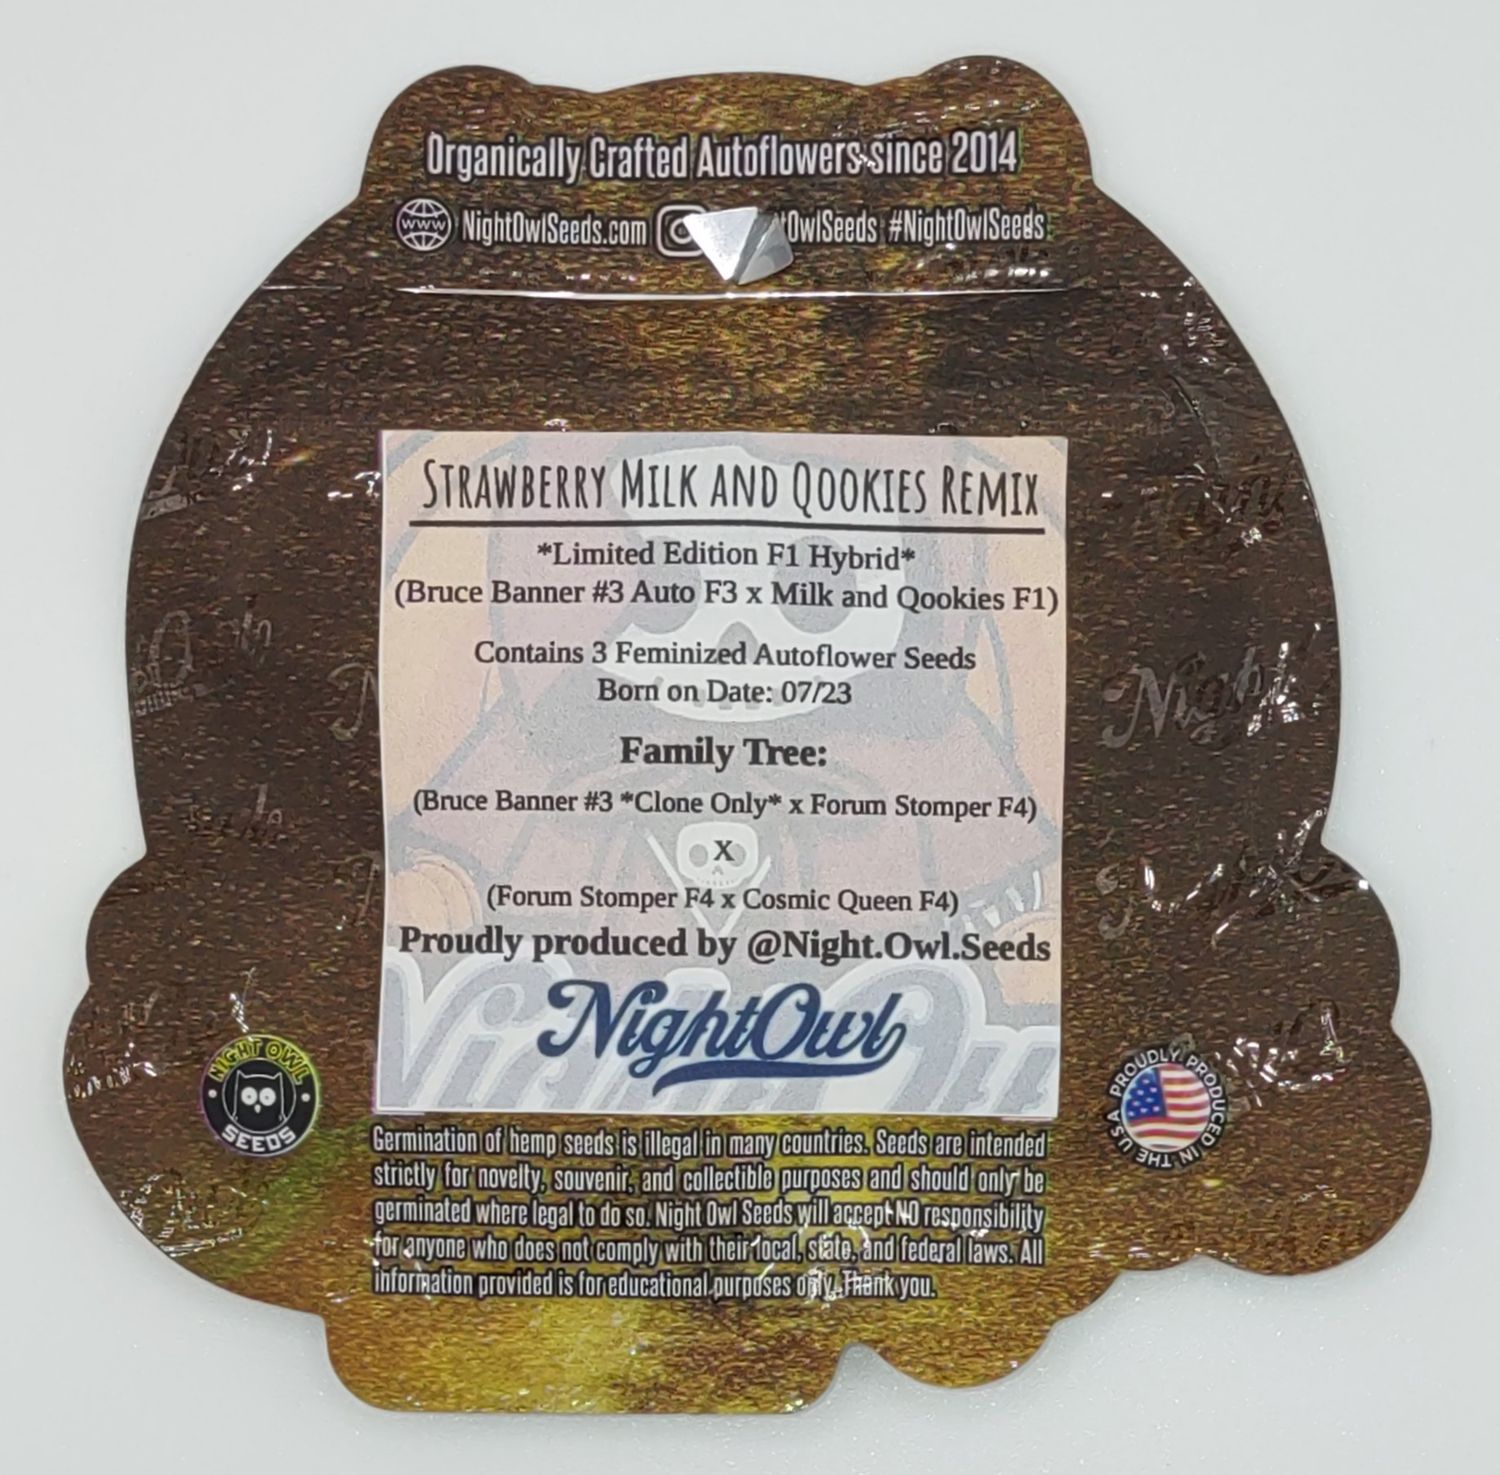 Organically Crafted Autoflowers since 2014
www NightOwlSeeds.com tOwlSeeds #NightOwlSeeds
STRAWBERRY MILK AND QOOKIES REMIX
*Limited Edition F1 Hybrid*
(Bruce Banner #3 Auto F3 x Milk and Qookies F1)
Contains 3 Feminized Autoflower Seeds
Born on Date: 07/23
Family Tree:
(Bruce Banner #3 *Clone Only* x Forum Stomper F4)
X
(Forum Stomper F4 x Cosmic Queen F4)
Proudly produced by @Night.Owl.Seeds
NightOwl
NIGHT OWL
SEEDS
PROUDLY PRODUCED IN THE USA
Germination of hemp seeds is illegal in many countries. Seeds are intended
strictly for novelty, souvenir, and collectible purposes and should only be
germinated where legal to do so. Night Owl Seeds will accept NO responsibility
for anyone who does not comply with their local, state, and federal laws. All
information provided is for educational purposes only. Thank you.